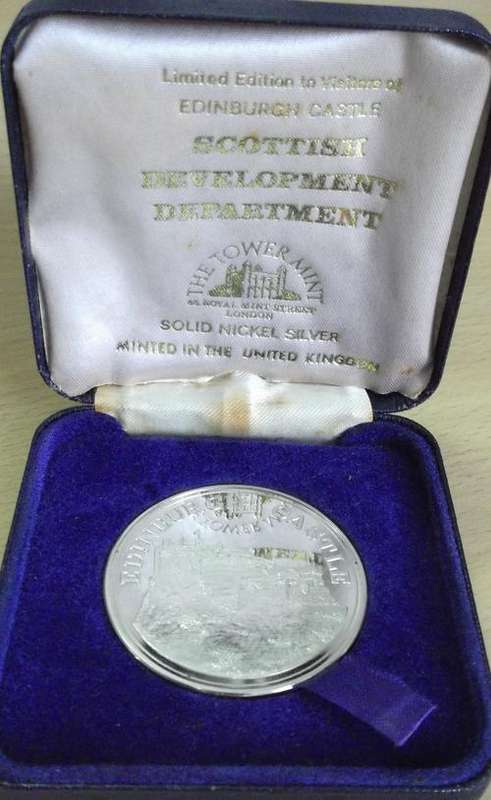 Limited Edition to Visitors of
EDINBURGH CASTLE
SCOTTISH
DEVELOPMENT
DEPARTMENT
THE TOWER MINT
ROYAL MINT STREET
LONDON
SOLID NICKEL SILVER
MINTED IN THE UNITED KINGDOM
EDINBURGH CASTLE